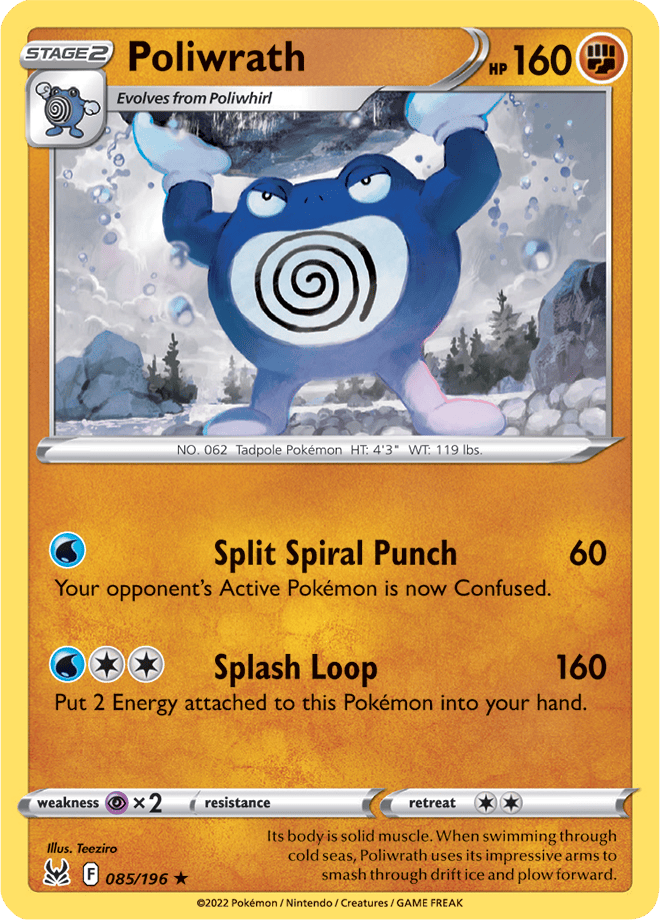 STAGE 2
Poliwrath
HP 160
Evolves from Poliwhirl
NO. 062 Tadpole Pokémon HT: 4'3" WT: 119 lbs.
Split Spiral Punch 60
Your opponent's Active Pokémon is now Confused.
Splash Loop 160
Put 2 Energy attached to this Pokémon into your hand.
weakness ×2 resistance retreat
Illus. Teeziro
Its body is solid muscle. When swimming through
cold seas, Poliwrath uses its impressive arms to
smash through drift ice and plow forward.
F 085/196 ★
©2022 Pokémon / Nintendo / Creatures / GAME FREAK